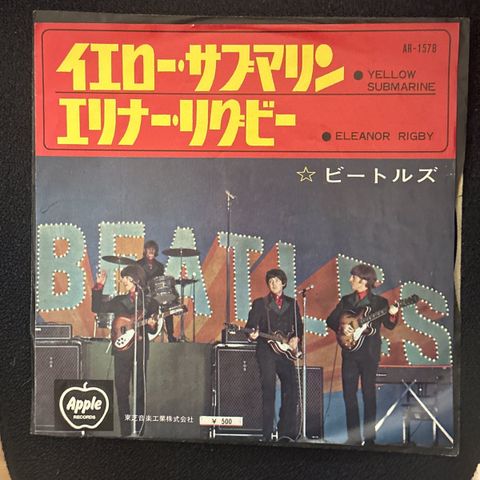 AR-1578
イエロー・サブマリン
● YELLOW
SUBMARINE
エリナー・リグビー
● ELEANOR RIGBY
☆ ビートルズ
BEATLES
VOX
Apple
RECORDS
東芝音楽工業株式会社
¥ 500